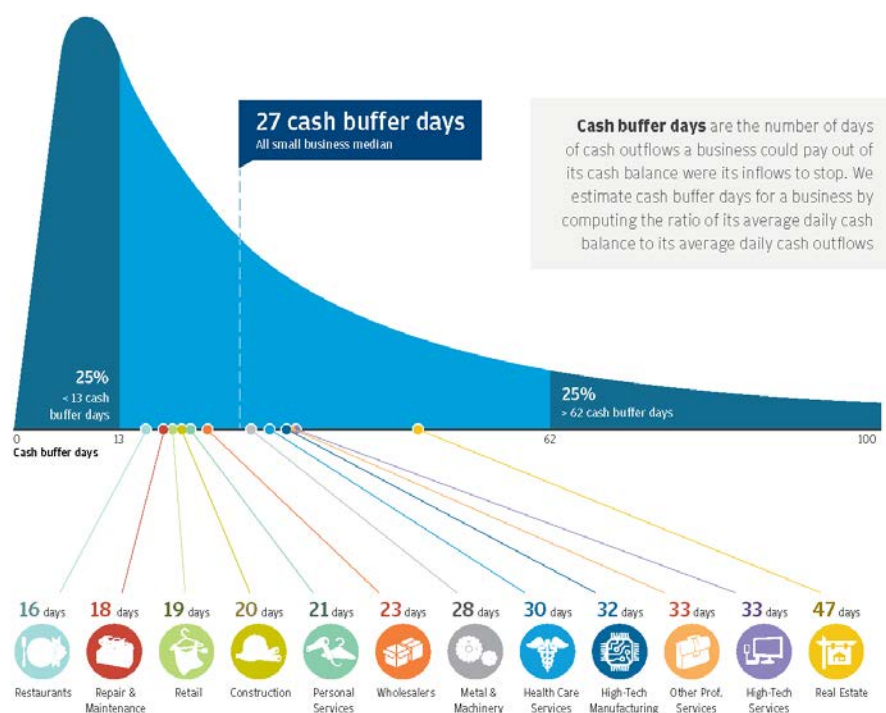 27 cash buffer days
All small business median
Cash buffer days are the number of days
of cash outflows a business could pay out of
its cash balance were its inflows to stop. We
estimate cash buffer days for a business by
computing the ratio of its average daily cash
balance to its average daily cash outflows
25%
< 13 cash
buffer days
25%
> 62 cash buffer days
0 13 62 100
Cash buffer days
16 days 18 days 19 days 20 days 21 days 23 days 28 days 30 days 32 days 33 days 33 days 47 days
Restaurants Repair & Retail Construction Personal Wholesalers Metal & Health Care High-Tech Other Prof. High-Tech Real Estate
Maintenance Services Machinery Services Manufacturing Services Services